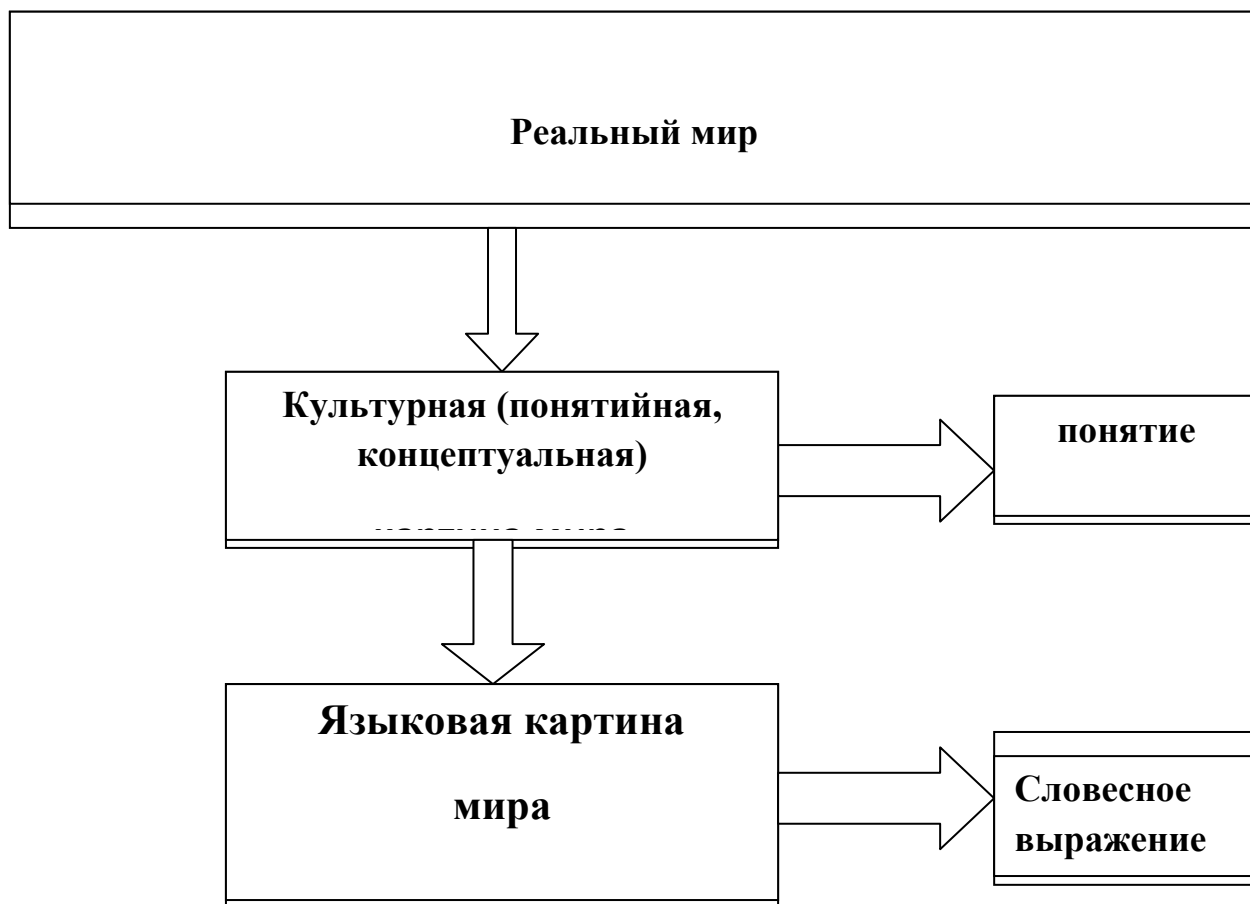 Реальный мир
Культурная (понятийная,
концептуальная)
понятие
Языковая картина
мира
Словесное
выражение